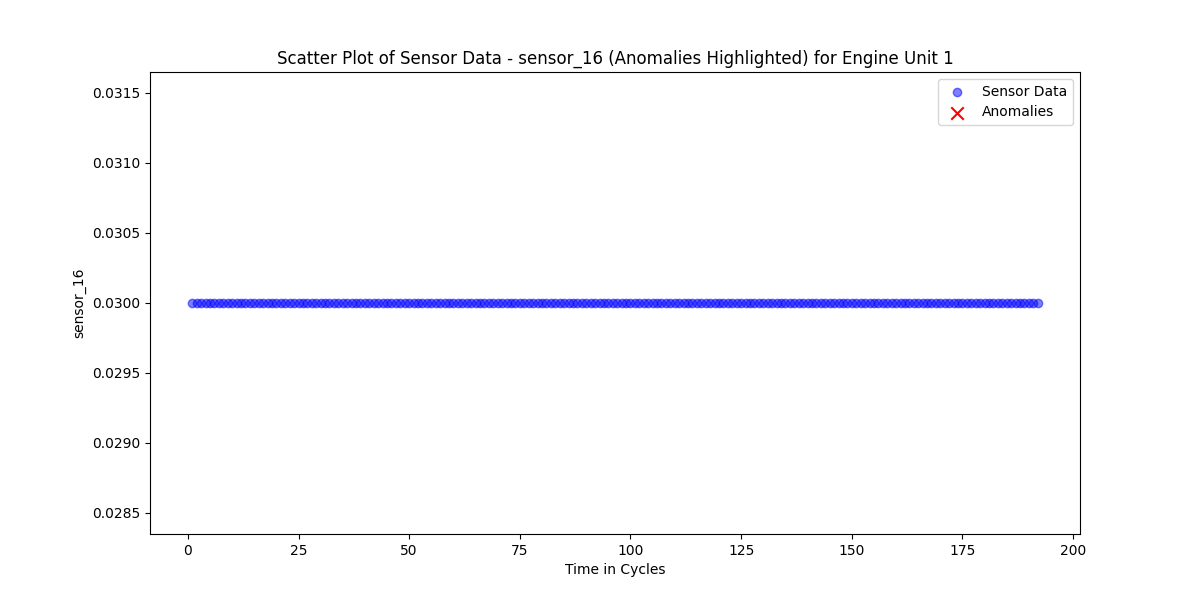 Scatter Plot of Sensor Data - sensor_16 (Anomalies Highlighted) for Engine Unit 1
Sensor Data
Anomalies
0.0315
0.0310
0.0305
0.0300
0.0295
0.0290
0.0285
sensor_16
0 25 50 75 100 125 150 175 200
Time in Cycles